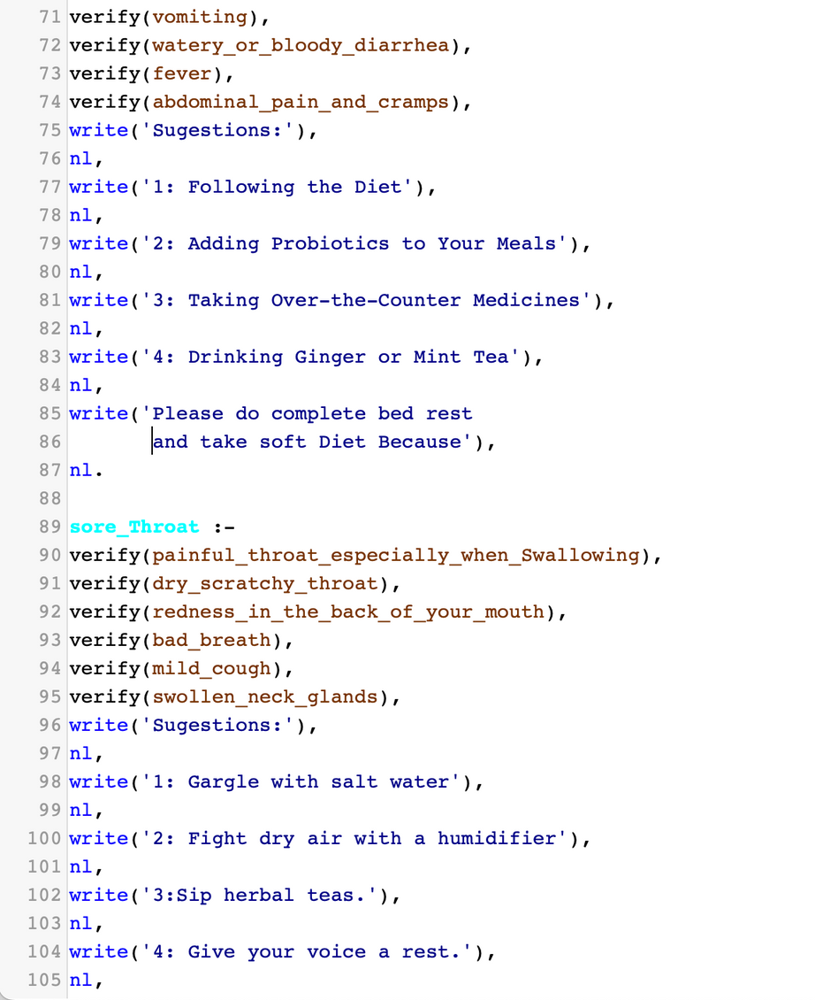 71 verify(vomiting),
72 verify(watery_or_bloody_diarrhea),
73 verify(fever),
74 verify(abdominal_pain_and_cramps),
75 write('Sugestions:'),
76 nl,
77 write('1: Following the Diet'),
78 nl,
79 write('2: Adding Probiotics to Your Meals'),
80 nl,
81 write('3: Taking Over-the-Counter Medicines'),
82 nl,
83 write('4: Drinking Ginger or Mint Tea'),
84 nl,
85 write('Please do complete bed rest
86        and take soft Diet Because'),
87 nl.
88
89 sore_Throat :-
90 verify(painful_throat_especially_when_Swallowing),
91 verify(dry_scratchy_throat),
92 verify(redness_in_the_back_of_your_mouth),
93 verify(bad_breath),
94 verify(mild_cough),
95 verify(swollen_neck_glands),
96 write('Sugestions:'),
97 nl,
98 write('1: Gargle with salt water'),
99 nl,
100 write('2: Fight dry air with a humidifier'),
101 nl,
102 write('3:Sip herbal teas.'),
103 nl,
104 write('4: Give your voice a rest.'),
105 nl,